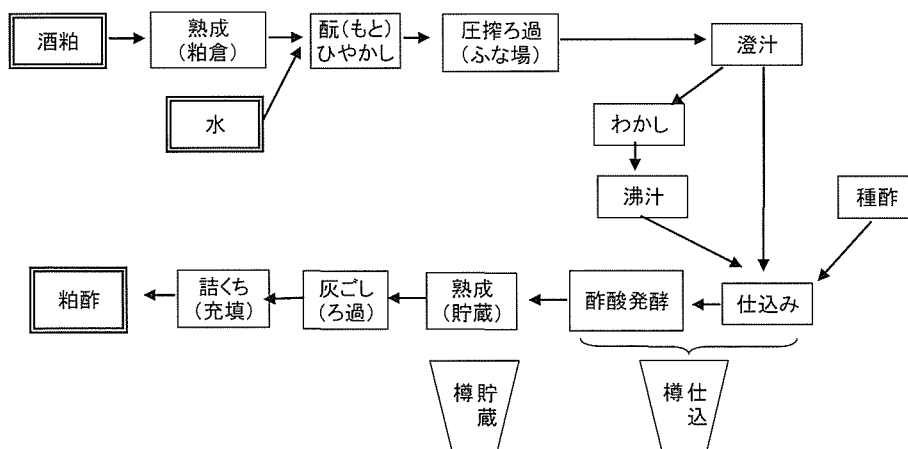 酒粕
熟成
(粕倉)
酛(もと)
ひやかし
圧搾ろ過
(ふな場)
澄汁
水
わかし
沸汁
種酢
粕酢
詰くち
(充填)
灰ごし
(ろ過)
熟成
(貯蔵)
酢酸発酵
仕込み
樽貯蔵
樽仕込